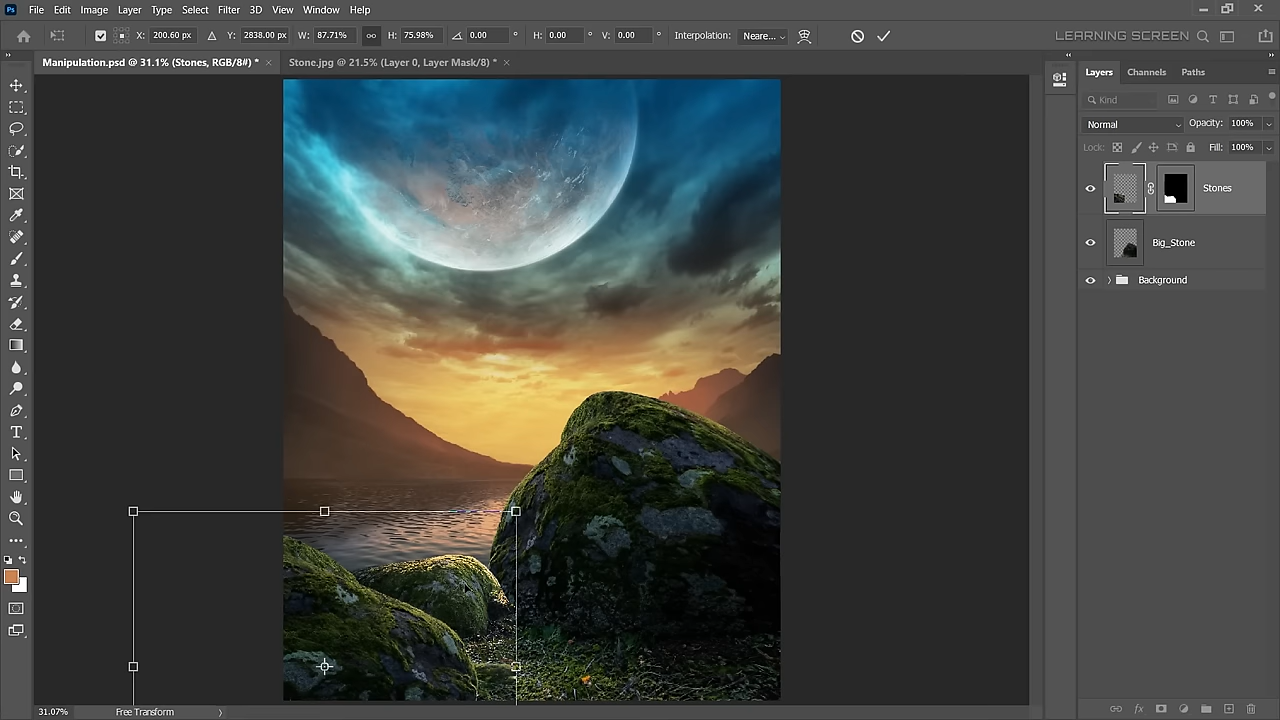 Ps File Edit Image Layer Type Select Filter 3D View Window Help
X: 200.60 px Y: 2838.00 px W: 87.71% H: 75.98% 0.00 ° H: 0.00 ° V: 0.00 ° Interpolation: Neare...
LEARNING SCREEN
Manipulation.psd @ 31.1% (Stones, RGB/8#) * × Stone.jpg @ 21.5% (Layer 0, Layer Mask/8) * ×
Layers Channels Paths
Kind
Normal Opacity: 100%
Lock: Fill: 100%
Stones
Big_Stone
Background
31.07% Free Transform
fx